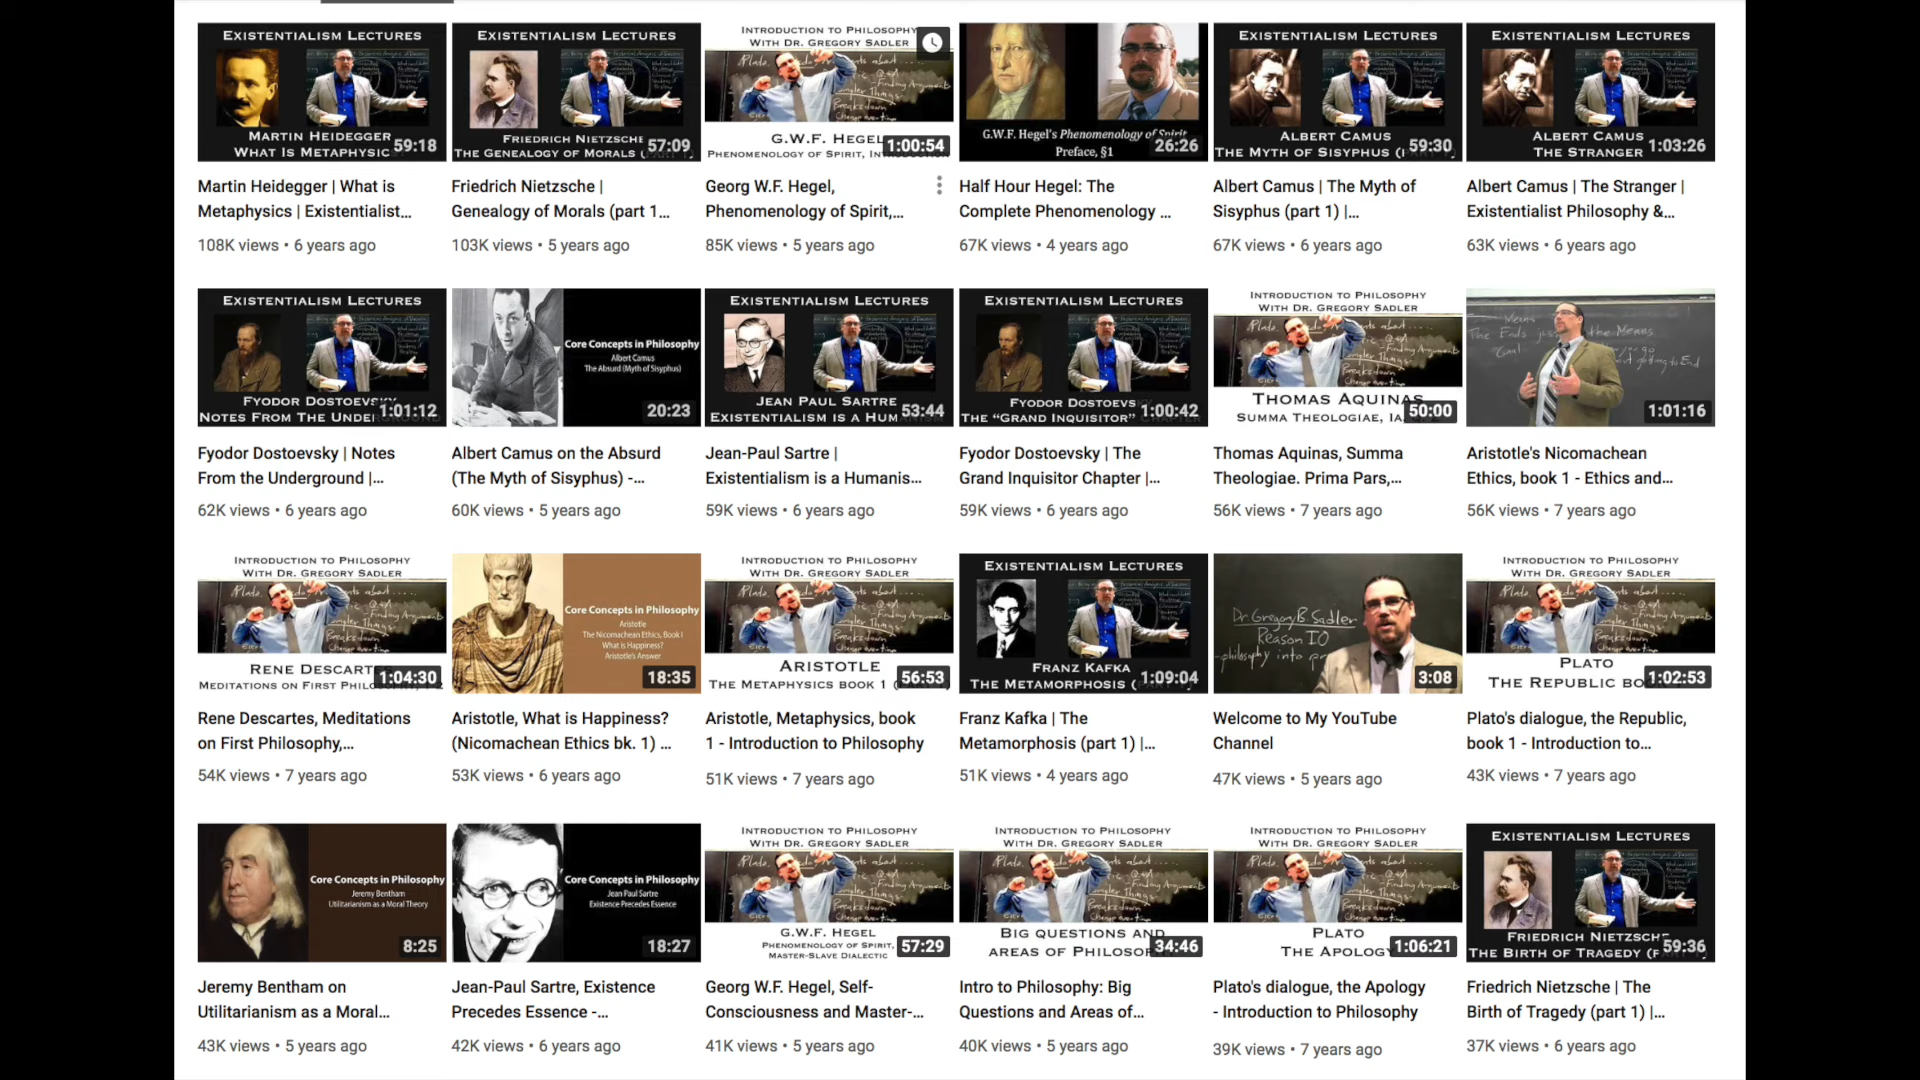 EXISTENTIALISM LECTURES
MARTIN HEIDEGGER
WHAT IS METAPHYSIC
59:18
Martin Heidegger | What is
Metaphysics | Existentialist...
108K views • 6 years ago
EXISTENTIALISM LECTURES
FRIEDRICH NIETZSCHE
THE GENEALOGY OF MORALS (
57:09
Friedrich Nietzsche |
Genealogy of Morals (part 1...
103K views • 5 years ago
INTRODUCTION TO PHILOSOPHY
WITH DR. GREGORY SADLER
G.W.F. HEGEL
PHENOMENOLOGY OF SPIRIT, IN
1:00:54
Georg W.F. Hegel,
Phenomenology of Spirit,...
85K views • 5 years ago
G.W.F. Hegel's Phenomenology of Spirit
Preface, §1
26:26
Half Hour Hegel: The
Complete Phenomenology ...
67K views • 4 years ago
EXISTENTIALISM LECTURES
ALBERT CAMUS
THE MYTH OF SISYPHUS (
59:30
Albert Camus | The Myth of
Sisyphus (part 1) |...
67K views • 6 years ago
EXISTENTIALISM LECTURES
ALBERT CAMUS
THE STRANGER
1:03:26
Albert Camus | The Stranger |
Existentialist Philosophy &...
63K views • 6 years ago
EXISTENTIALISM LECTURES
FYODOR DOSTOEVSKY
NOTES FROM THE UNDERGROUND
1:01:12
Fyodor Dostoevsky | Notes
From the Underground |...
62K views • 6 years ago
Core Concepts in Philosophy
Albert Camus
The Absurd (Myth of Sisyphus)
20:23
Albert Camus on the Absurd
(The Myth of Sisyphus) -...
60K views • 5 years ago
EXISTENTIALISM LECTURES
JEAN PAUL SARTRE
EXISTENTIALISM IS A HUM
53:44
Jean-Paul Sartre |
Existentialism is a Humanis...
59K views • 6 years ago
EXISTENTIALISM LECTURES
FYODOR DOSTOEVS
THE "GRAND INQUISITOR" CHAPTER
1:00:42
Fyodor Dostoevsky | The
Grand Inquisitor Chapter |...
59K views • 6 years ago
INTRODUCTION TO PHILOSOPHY
WITH DR. GREGORY SADLER
THOMAS AQUINAS
SUMMA THEOLOGIAE, IA
50:00
Thomas Aquinas, Summa
Theologiae. Prima Pars,...
56K views • 7 years ago
The Ends the Means
1:01:16
Aristotle's Nicomachean
Ethics, book 1 - Ethics and...
56K views • 7 years ago
INTRODUCTION TO PHILOSOPHY
WITH DR. GREGORY SADLER
RENE DESCARTES
MEDITATIONS ON FIRST PHILO
1:04:30
Rene Descartes, Meditations
on First Philosophy,...
54K views • 7 years ago
Core Concepts in Philosophy
Aristotle
The Nicomachean Ethics, Book I
What is Happiness?
Aristotle's Answer
18:35
Aristotle, What is Happiness?
(Nicomachean Ethics bk. 1) ...
53K views • 6 years ago
INTRODUCTION TO PHILOSOPHY
WITH DR. GREGORY SADLER
ARISTOTLE
THE METAPHYSICS BOOK 1
56:53
Aristotle, Metaphysics, book
1 - Introduction to Philosophy
51K views • 7 years ago
EXISTENTIALISM LECTURES
FRANZ KAFKA
THE METAMORPHOSIS (
1:09:04
Franz Kafka | The
Metamorphosis (part 1) |...
51K views • 4 years ago
Dr Gregory B Sadler
Reason IO
philosophy into pr
3:08
Welcome to My YouTube
Channel
47K views • 5 years ago
INTRODUCTION TO PHILOSOPHY
WITH DR. GREGORY SADLER
PLATO
THE REPUBLIC BO
1:02:53
Plato's dialogue, the Republic,
book 1 - Introduction to...
43K views • 7 years ago
Core Concepts in Philosophy
Jeremy Bentham
Utilitarianism as a Moral Theory
8:25
Jeremy Bentham on
Utilitarianism as a Moral...
43K views • 5 years ago
Core Concepts in Philosophy
Jean Paul Sartre
Existence Precedes Essence
18:27
Jean-Paul Sartre, Existence
Precedes Essence -...
42K views • 6 years ago
INTRODUCTION TO PHILOSOPHY
WITH DR. GREGORY SADLER
G.W.F. HEGEL
PHENOMENOLOGY OF SPIRIT,
MASTER-SLAVE DIALECTIC
57:29
Georg W.F. Hegel, Self-
Consciousness and Master-...
41K views • 5 years ago
INTRODUCTION TO PHILOSOPHY
WITH DR. GREGORY SADLER
BIG QUESTIONS AND
AREAS OF PHILOSOP
34:46
Intro to Philosophy: Big
Questions and Areas of...
40K views • 5 years ago
INTRODUCTION TO PHILOSOPHY
WITH DR. GREGORY SADLER
PLATO
THE APOLOGY
1:06:21
Plato's dialogue, the Apology
- Introduction to Philosophy
39K views • 7 years ago
EXISTENTIALISM LECTURES
FRIEDRICH NIETZSCHE
THE BIRTH OF TRAGEDY (
59:36
Friedrich Nietzsche | The
Birth of Tragedy (part 1) |...
37K views • 6 years ago